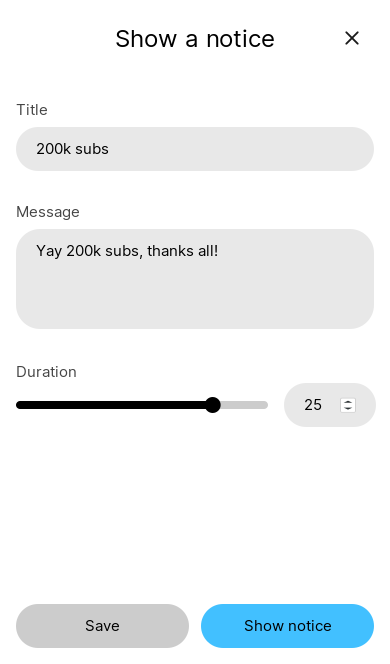 Show a notice
Title
200k subs
Message
Yay 200k subs, thanks all!
Duration
25
Save
Show notice